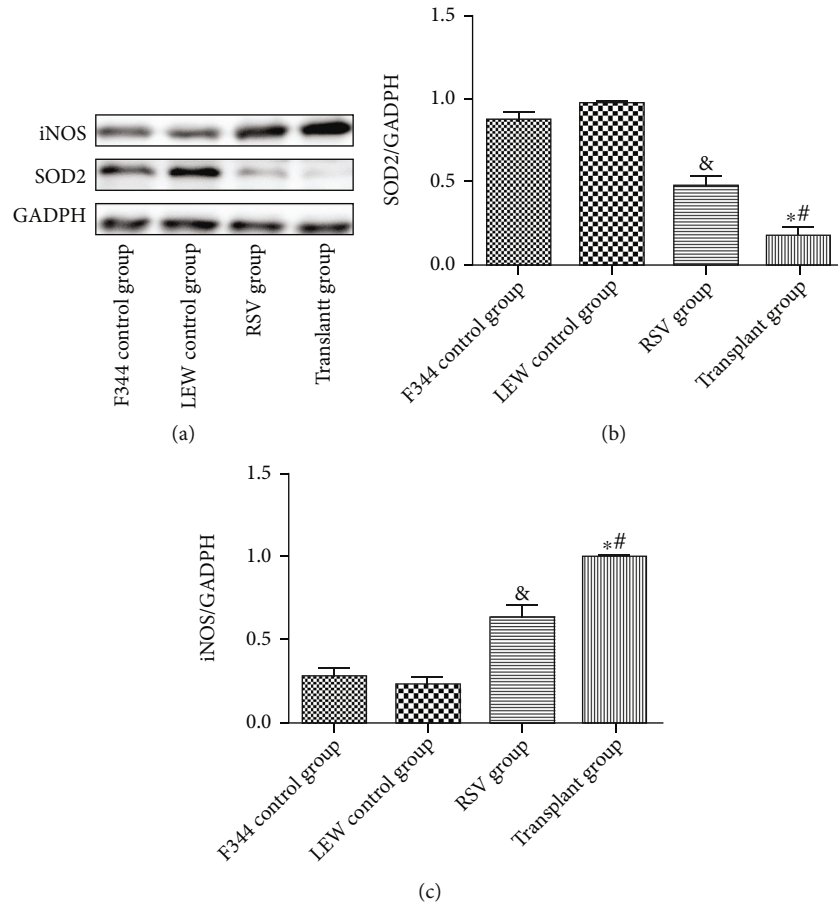 iNOS
SOD2
GADPH
F344 control group
LEW control group
RSV group
Translantt group
(a)
SOD2/GADPH
1.5
1.0
0.5
0.0
&
*#
F344 control group
LEW control group
RSV group
Transplant group
(b)
iNOS/GADPH
1.5
1.0
0.5
0.0
&
*#
F344 control group
LEW control group
RSV group
Transplant group
(c)